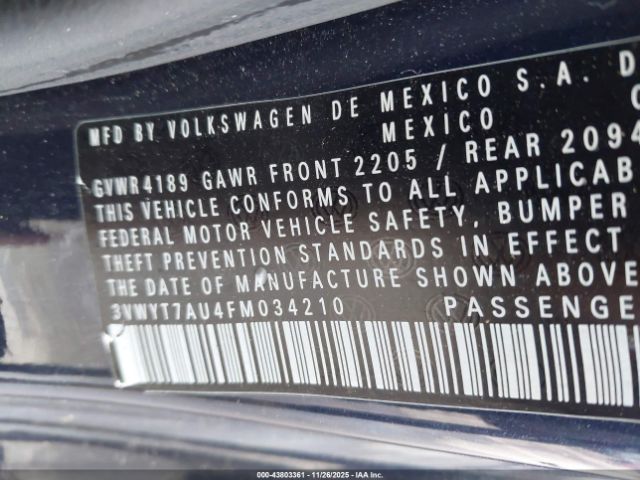 MFD BY VOLKSWAGEN DE MEXICO S.A. D
MEXICO
GVWR4189 GAWR FRONT 2205 / REAR 2094
THIS VEHICLE CONFORMS TO ALL APPLICAB
FEDERAL MOTOR VEHICLE SAFETY, BUMPER
THEFT PREVENTION STANDARDS IN EFFECT
THE DATE OF MANUFACTURE SHOWN ABOVE
3VWYT7AU4FM034210 PASSENGE
000-43803361 | 11/26/2025 - IAA Inc.